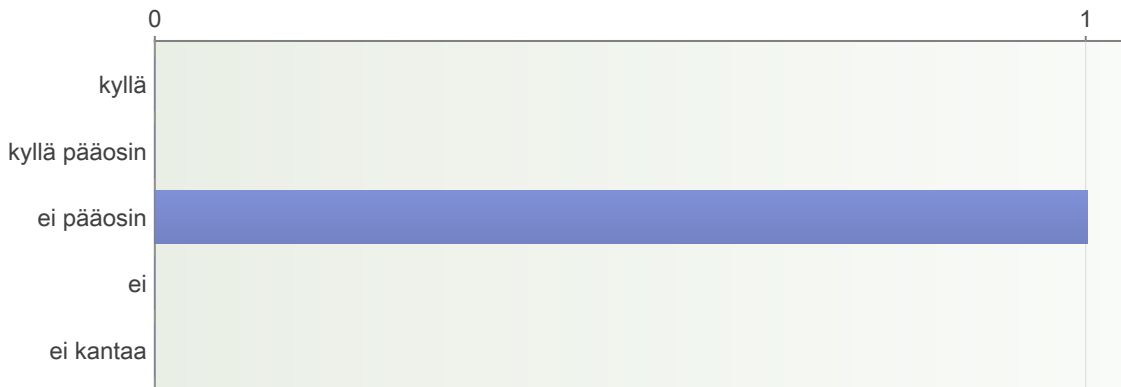 0 1
kyllä
kyllä pääosin
ei pääosin
ei
ei kantaa